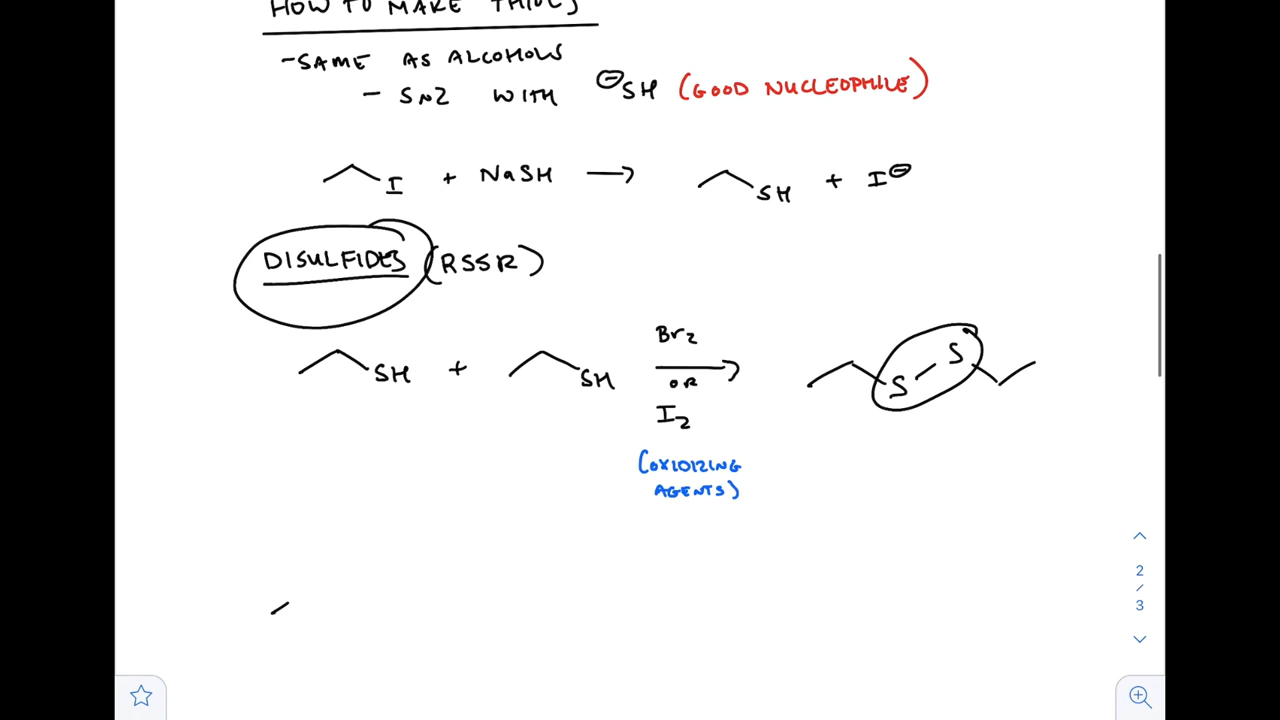 HOW TO MAKE THIOLS
-SAME AS ALCOHOLS
- SN2 WITH ⊖SH (GOOD NUCLEOPHILE)
I + NaSH → SH + I⊖
DISULFIDES (RSSR)
Br2
SH + SH → S S
OR
I2
(OXIDIZING
AGENTS)
2
/
3